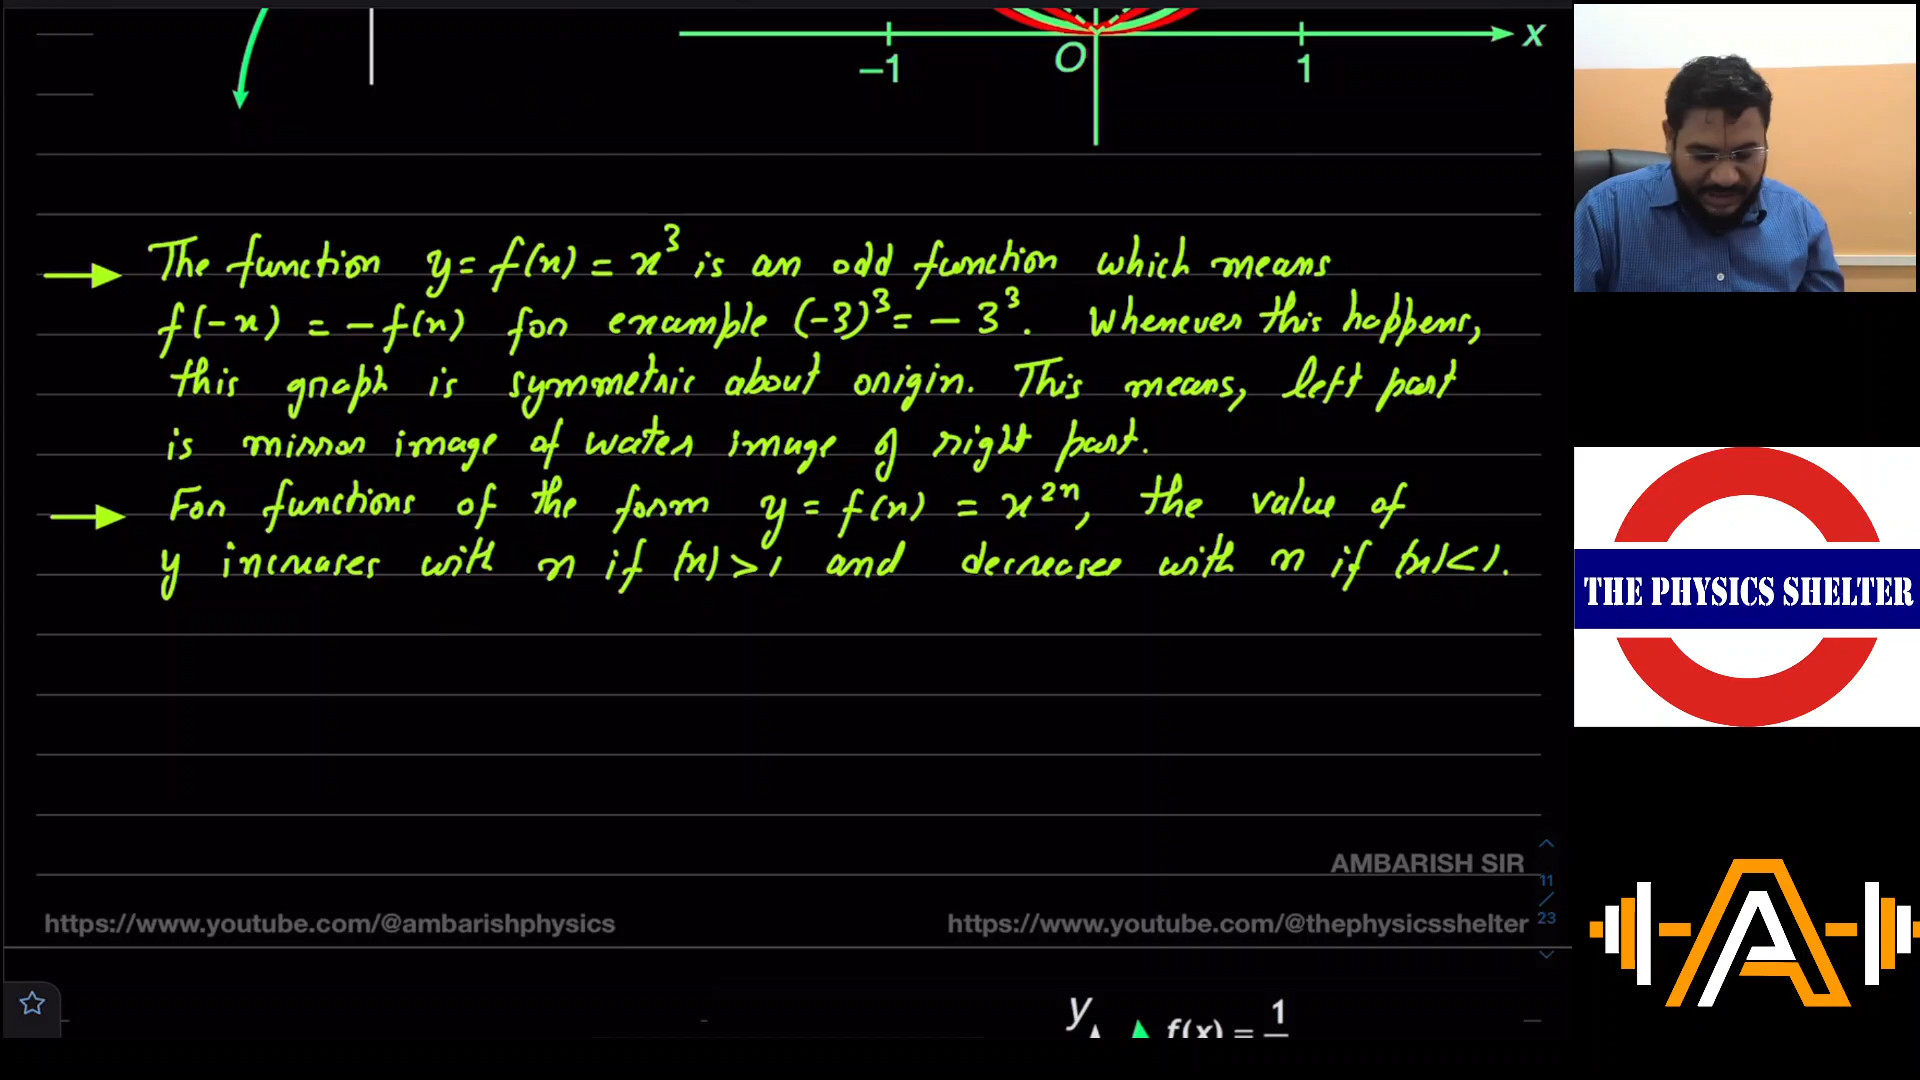 x
-1
O
1
The function y = f(x) = x³ is an odd function which means
f(-x) = -f(x) for example (-3)³ = - 3³. Whenever this happens,
this graph is symmetric about origin. This means, left part
is mirror image of water image of right part.
For functions of the form y = f(x) = x²ⁿ, the value of
y increases with n if |x| > 1 and decreases with n if |x| < 1.
THE PHYSICS SHELTER
AMBARISH SIR
11
/
23
https://www.youtube.com/@ambarishphysics
https://www.youtube.com/@thephysicsshelter
A
y
f(x) = 1